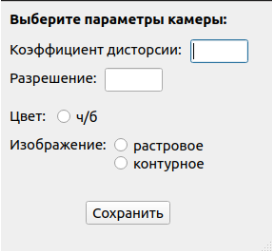 Выберите параметры камеры:
Коэффициент дисторсии:
Разрешение:
Цвет: ч/б
Изображение: растровое
контурное
Сохранить